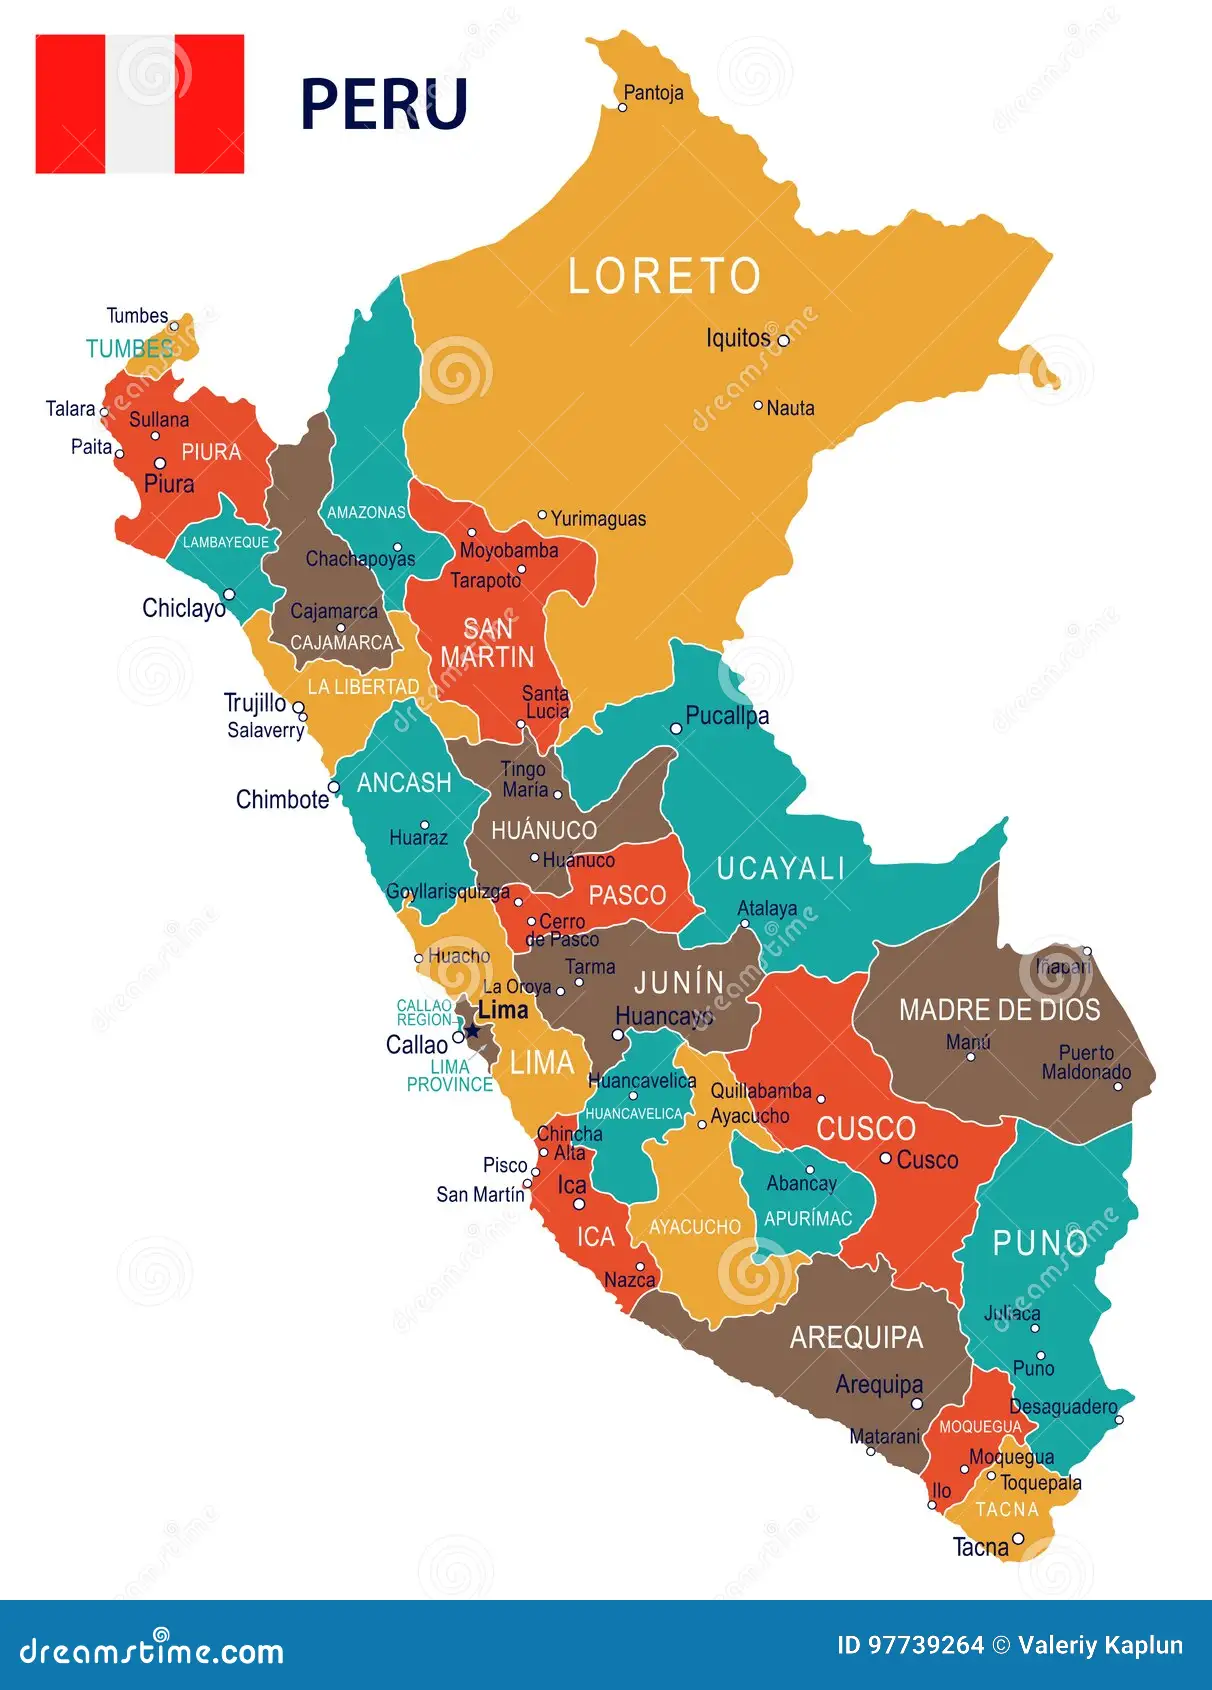 PERU
Pantoja
LORETO
Iquitos
Nauta
Tumbes
TUMBES
Talara
Sullana
Paita
PIURA
Piura
AMAZONAS
Yurimaguas
LAMBAYEQUE
Chachapoyas
Moyobamba
Tarapoto
Chiclayo
Cajamarca
CAJAMARCA
SAN
MARTIN
LA LIBERTAD
Santa
Lucia
Trujillo
Salaverry
Pucallpa
Chimbote
ANCASH
Tingo
María
Huaraz
HUÁNUCO
Huánuco
UCAYALI
Goyllarisquizga
PASCO
Atalaya
Cerro
de Pasco
Huacho
Tarma
La Oroya
JUNÍN
Iñapari
CALLAO
REGION
Lima
Huancayo
MADRE DE DIOS
Callao
LIMA
PROVINCE
LIMA
Manú
Puerto
Maldonado
Huancavelica
HUANCAVELICA
Quillabamba
Ayacucho
CUSCO
Cusco
Chincha
Alta
Pisco
San Martín
Ica
ICA
Nazca
AYACUCHO
Abancay
APURÍMAC
PUNO
Juliaca
Puno
AREQUIPA
Arequipa
Desaguadero
Matarani
MOQUEGUA
Moquegua
Ilo
Toquepala
TACNA
Tacna
dreamstime
dreamstime.com
ID 97739264 © Valeriy Kaplun